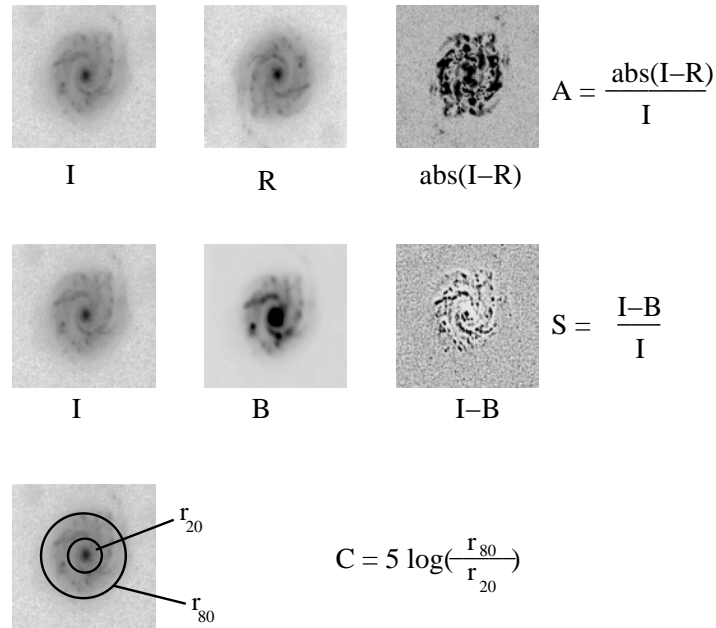 A = abs(I–R)
I
I R abs(I–R)
S = I–B
I
I B I–B
r20
C = 5 log(r80
r20)
r80